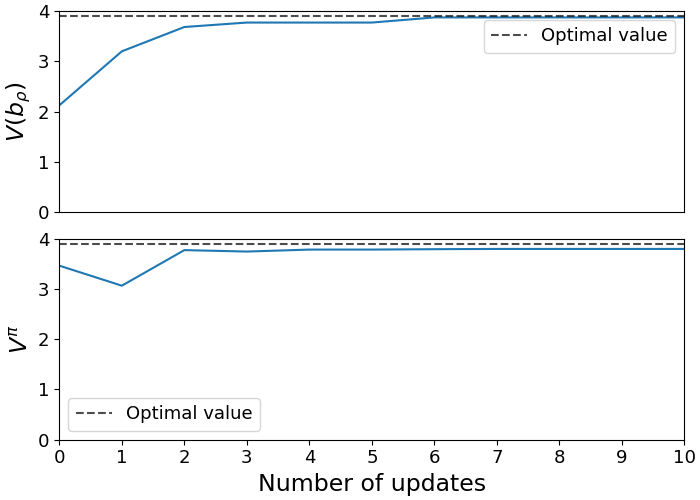 4
3
2
1
0
V(b_ρ)
Optimal value
4
3
2
1
0
V^π
Optimal value
0 1 2 3 4 5 6 7 8 9 10
Number of updates